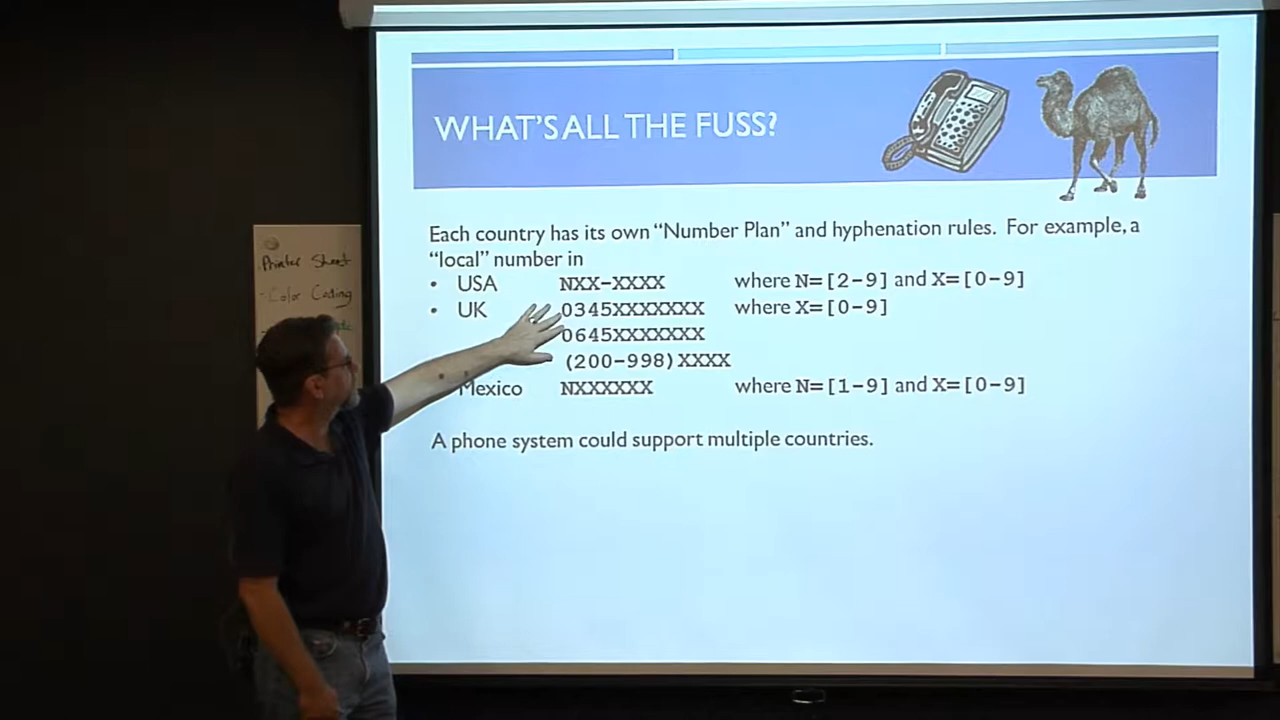 WHAT'S ALL THE FUSS?
Each country has its own “Number Plan” and hyphenation rules. For example, a
“local” number in
• USA NXX-XXXX where N=[2-9] and X=[0-9]
• UK 0345XXXXXXX where X=[0-9]
0645XXXXXXX
(200-998)XXXX
Mexico NXXXXXX where N=[1-9] and X=[0-9]
A phone system could support multiple countries.
Printer Sheet
- Color Coding